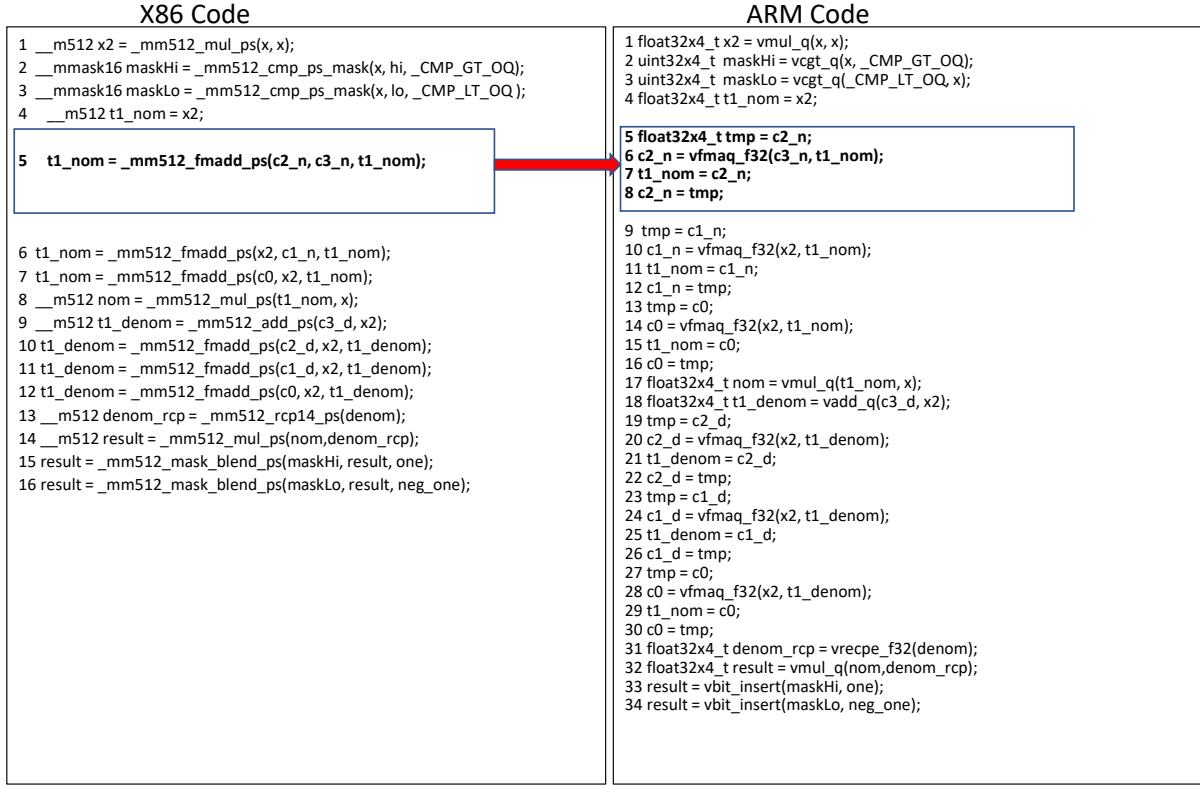 X86 Code
1 __m512 x2 = _mm512_mul_ps(x, x);
2 __mmask16 maskHi = _mm512_cmp_ps_mask(x, hi, _CMP_GT_OQ);
3 __mmask16 maskLo = _mm512_cmp_ps_mask(x, lo, _CMP_LT_OQ );
4 __m512 t1_nom = x2;
5 t1_nom = _mm512_fmadd_ps(c2_n, c3_n, t1_nom);
6 t1_nom = _mm512_fmadd_ps(x2, c1_n, t1_nom);
7 t1_nom = _mm512_fmadd_ps(c0, x2, t1_nom);
8 __m512 nom = _mm512_mul_ps(t1_nom, x);
9 __m512 t1_denom = _mm512_add_ps(c3_d, x2);
10 t1_denom = _mm512_fmadd_ps(c2_d, x2, t1_denom);
11 t1_denom = _mm512_fmadd_ps(c1_d, x2, t1_denom);
12 t1_denom = _mm512_fmadd_ps(c0, x2, t1_denom);
13 __m512 denom_rcp = _mm512_rcp14_ps(denom);
14 __m512 result = _mm512_mul_ps(nom,denom_rcp);
15 result = _mm512_mask_blend_ps(maskHi, result, one);
16 result = _mm512_mask_blend_ps(maskLo, result, neg_one);
ARM Code
1 float32x4_t x2 = vmul_q(x, x);
2 uint32x4_t maskHi = vcgt_q(x, _CMP_GT_OQ);
3 uint32x4_t maskLo = vcgt_q(_CMP_LT_OQ, x);
4 float32x4_t t1_nom = x2;
5 float32x4_t tmp = c2_n;
6 c2_n = vfmaq_f32(c3_n, t1_nom);
7 t1_nom = c2_n;
8 c2_n = tmp;
9 tmp = c1_n;
10 c1_n = vfmaq_f32(x2, t1_nom);
11 t1_nom = c1_n;
12 c1_n = tmp;
13 tmp = c0;
14 c0 = vfmaq_f32(x2, t1_nom);
15 t1_nom = c0;
16 c0 = tmp;
17 float32x4_t nom = vmul_q(t1_nom, x);
18 float32x4_t t1_denom = vadd_q(c3_d, x2);
19 tmp = c2_d;
20 c2_d = vfmaq_f32(x2, t1_denom);
21 t1_denom = c2_d;
22 c2_d = tmp;
23 tmp = c1_d;
24 c1_d = vfmaq_f32(x2, t1_denom);
25 t1_denom = c1_d;
26 c1_d = tmp;
27 tmp = c0;
28 c0 = vfmaq_f32(x2, t1_denom);
29 t1_nom = c0;
30 c0 = tmp;
31 float32x4_t denom_rcp = vrecpe_f32(denom);
32 float32x4_t result = vmul_q(nom,denom_rcp);
33 result = vbit_insert(maskHi, one);
34 result = vbit_insert(maskLo, neg_one);